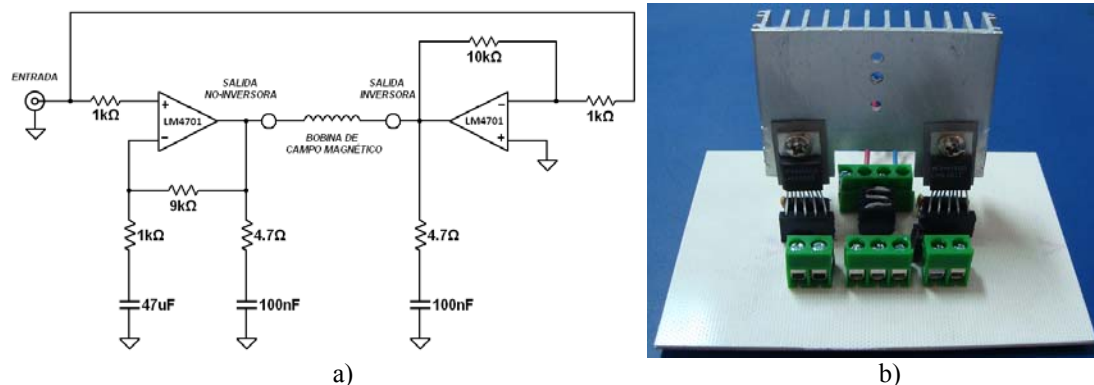 10kΩ
ENTRADA
SALIDA
NO-INVERSORA
SALIDA
INVERSORA
+
1kΩ
LM4701
−
BOBINA DE
CAMPO MAGNÉTICO
−
LM4701
+
1kΩ
9kΩ
1kΩ
4.7Ω
4.7Ω
47uF
100nF
100nF
a)
b)